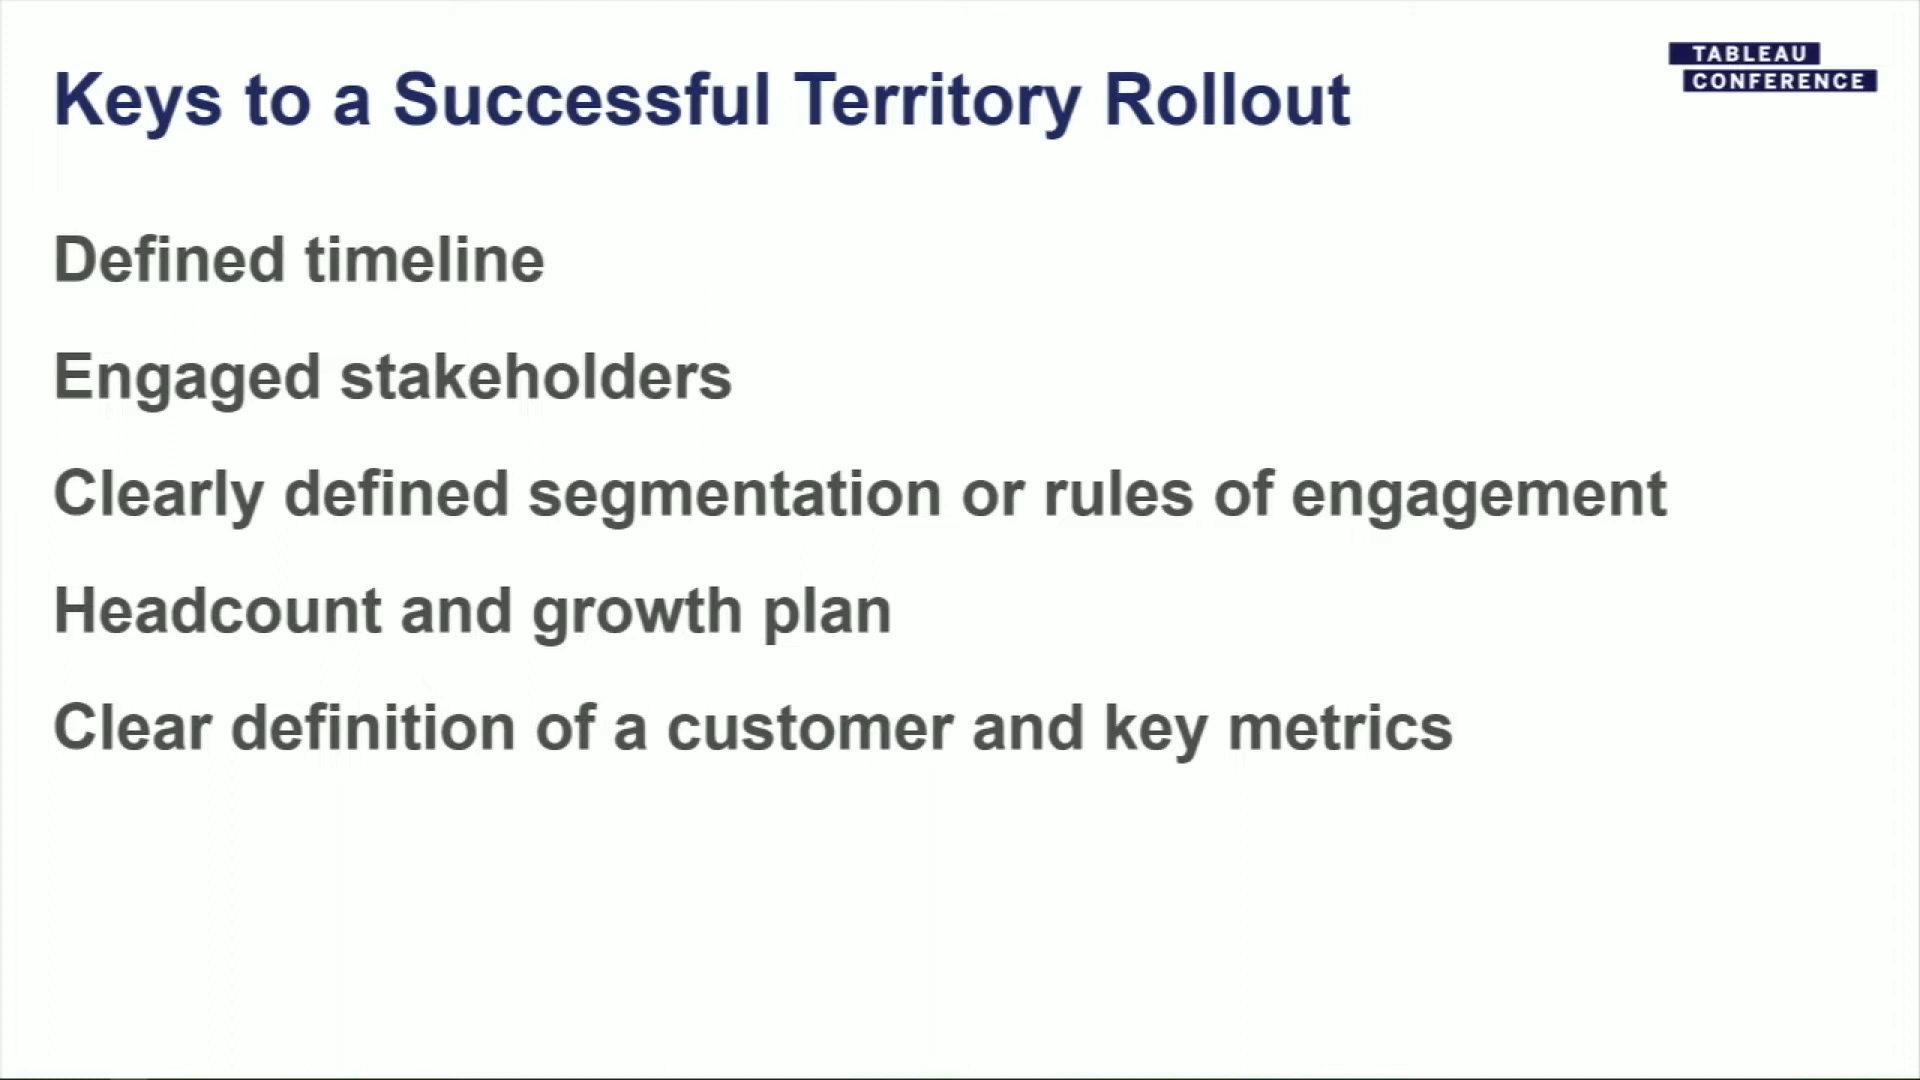 Keys to a Successful Territory Rollout
TABLEAU
CONFERENCE
Defined timeline
Engaged stakeholders
Clearly defined segmentation or rules of engagement
Headcount and growth plan
Clear definition of a customer and key metrics